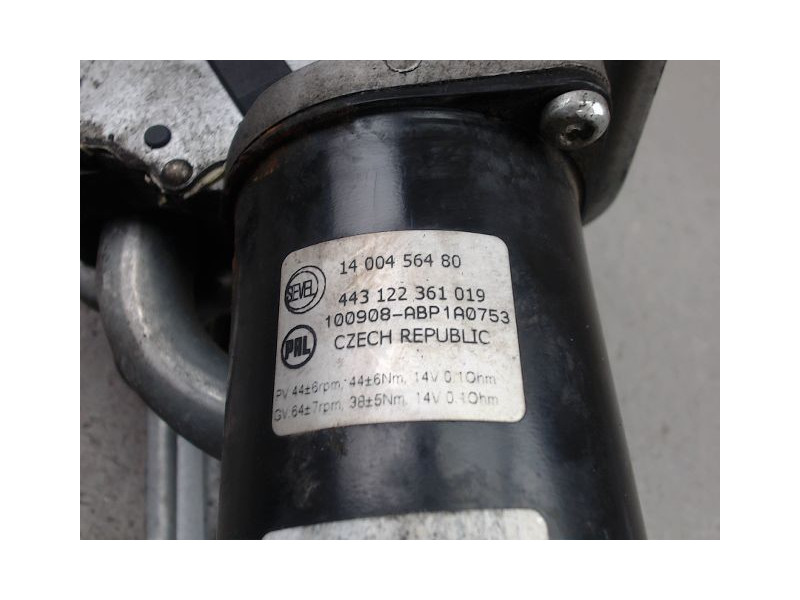 14 004 564 80
SEVEL
443 122 361 019
100908-ABP1A0753
PAL
CZECH REPUBLIC
PV 44±6rpm, 44±6Nm, 14V 0.1Ohm
GV 64±7rpm, 38±5Nm, 14V 0.1Ohm